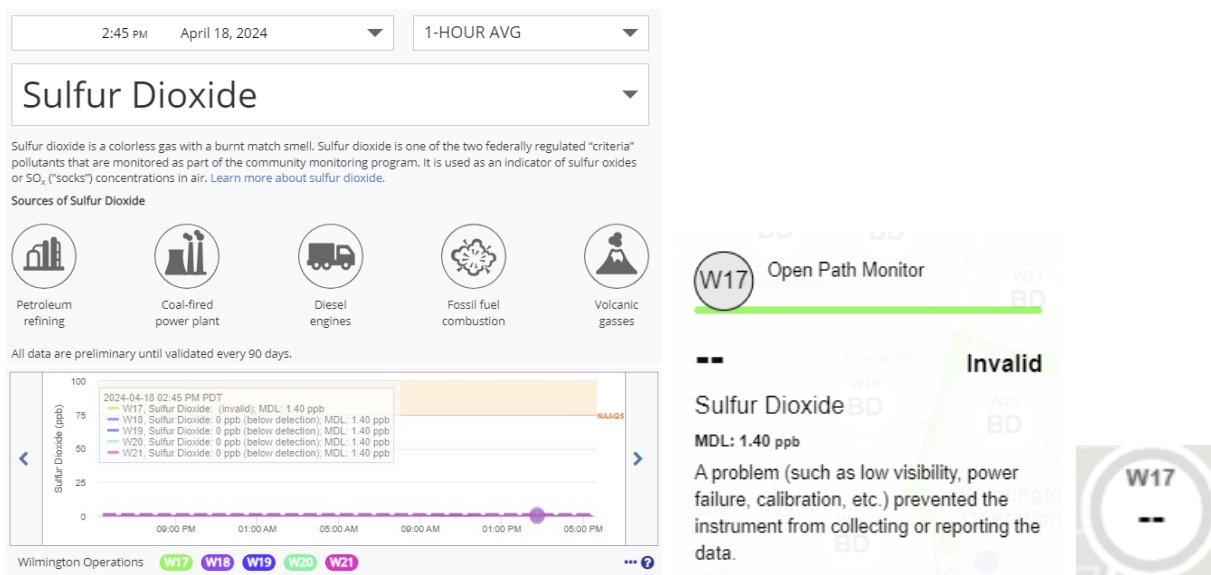 2:45 PM April 18, 2024
1-HOUR AVG
Sulfur Dioxide
Sulfur dioxide is a colorless gas with a burnt match smell. Sulfur dioxide is one of the two federally regulated “criteria”
pollutants that are monitored as part of the community monitoring program. It is used as an indicator of sulfur oxides
or SOx (“socks”) concentrations in air. Learn more about sulfur dioxide.
Sources of Sulfur Dioxide
Petroleum
refining
Coal-fired
power plant
Diesel
engines
Fossil fuel
combustion
Volcanic
gasses
All data are preliminary until validated every 90 days.
Sulfur Dioxide (ppb)
100
75
50
25
0
2024-04-18 02:45 PM PDT
W17, Sulfur Dioxide: (invalid); MDL: 1.40 ppb
W18, Sulfur Dioxide: 0 ppb (below detection); MDL: 1.40 ppb
W19, Sulfur Dioxide: 0 ppb (below detection); MDL: 1.40 ppb
W20, Sulfur Dioxide: 0 ppb (below detection); MDL: 1.40 ppb
W21, Sulfur Dioxide: 0 ppb (below detection); MDL: 1.40 ppb
NAAQS
09:00 PM 01:00 AM 05:00 AM 09:00 AM 01:00 PM 05:00 PM
Wilmington Operations W17 W18 W19 W20 W21
W17 Open Path Monitor
-- Invalid
Sulfur Dioxide
MDL: 1.40 ppb
A problem (such as low visibility, power
failure, calibration, etc.) prevented the
instrument from collecting or reporting the
data.
W21
BD
W19
BD
W20
BD
BD
W17
--